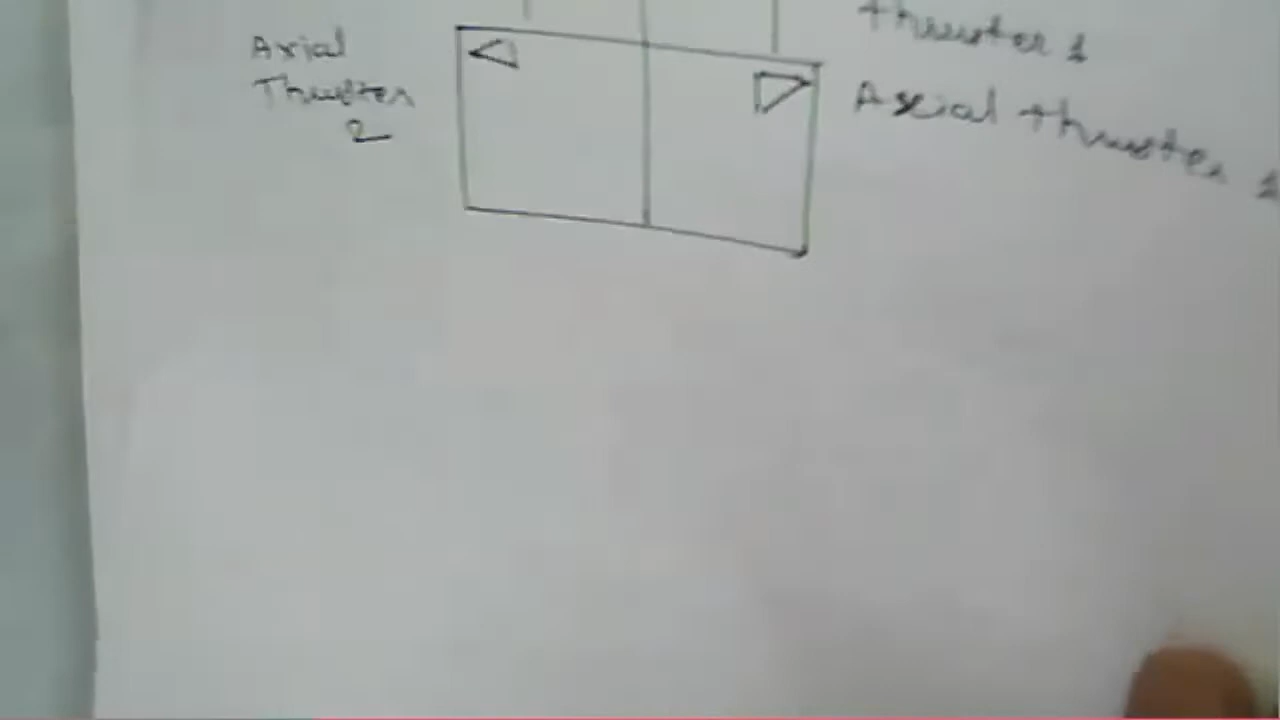 thruster 1
Axial
Thruster
2
Axial thruster 1